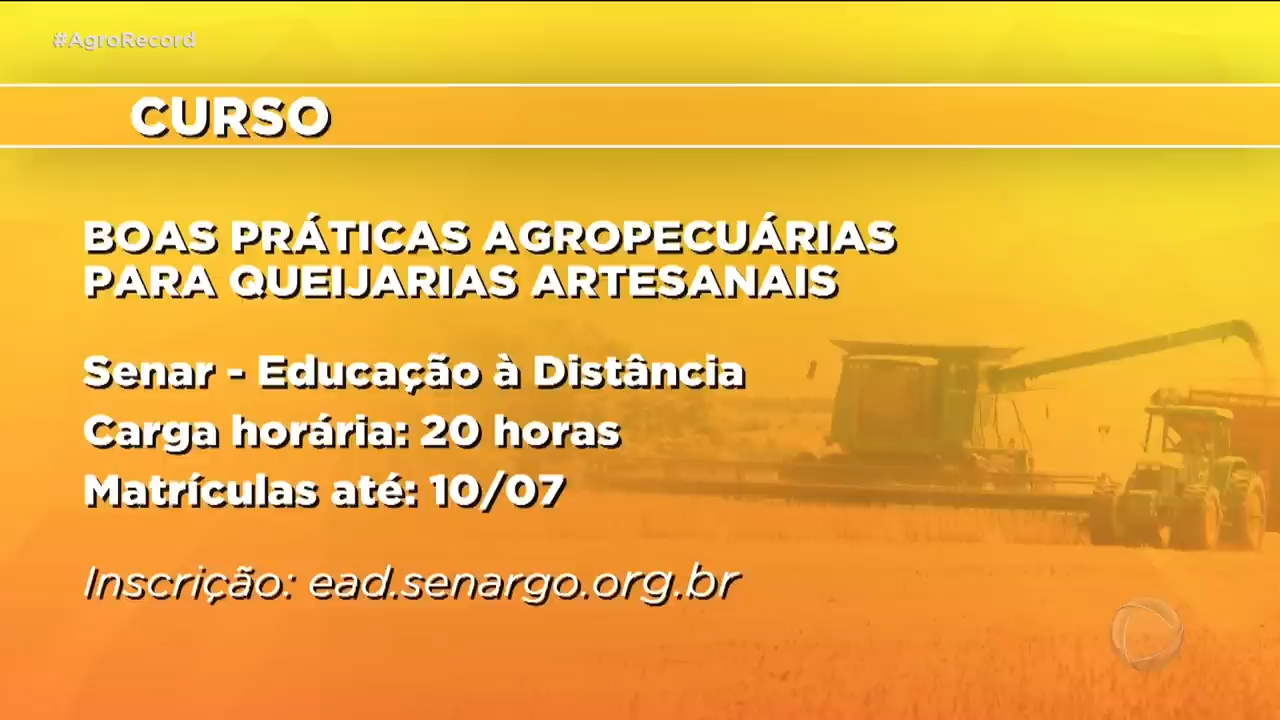 #AgroRecord
CURSO
BOAS PRÁTICAS AGROPECUÁRIAS
PARA QUEIJARIAS ARTESANAIS
Senar - Educação à Distância
Carga horária: 20 horas
Matrículas até: 10/07
Inscrição: ead.senargo.org.br